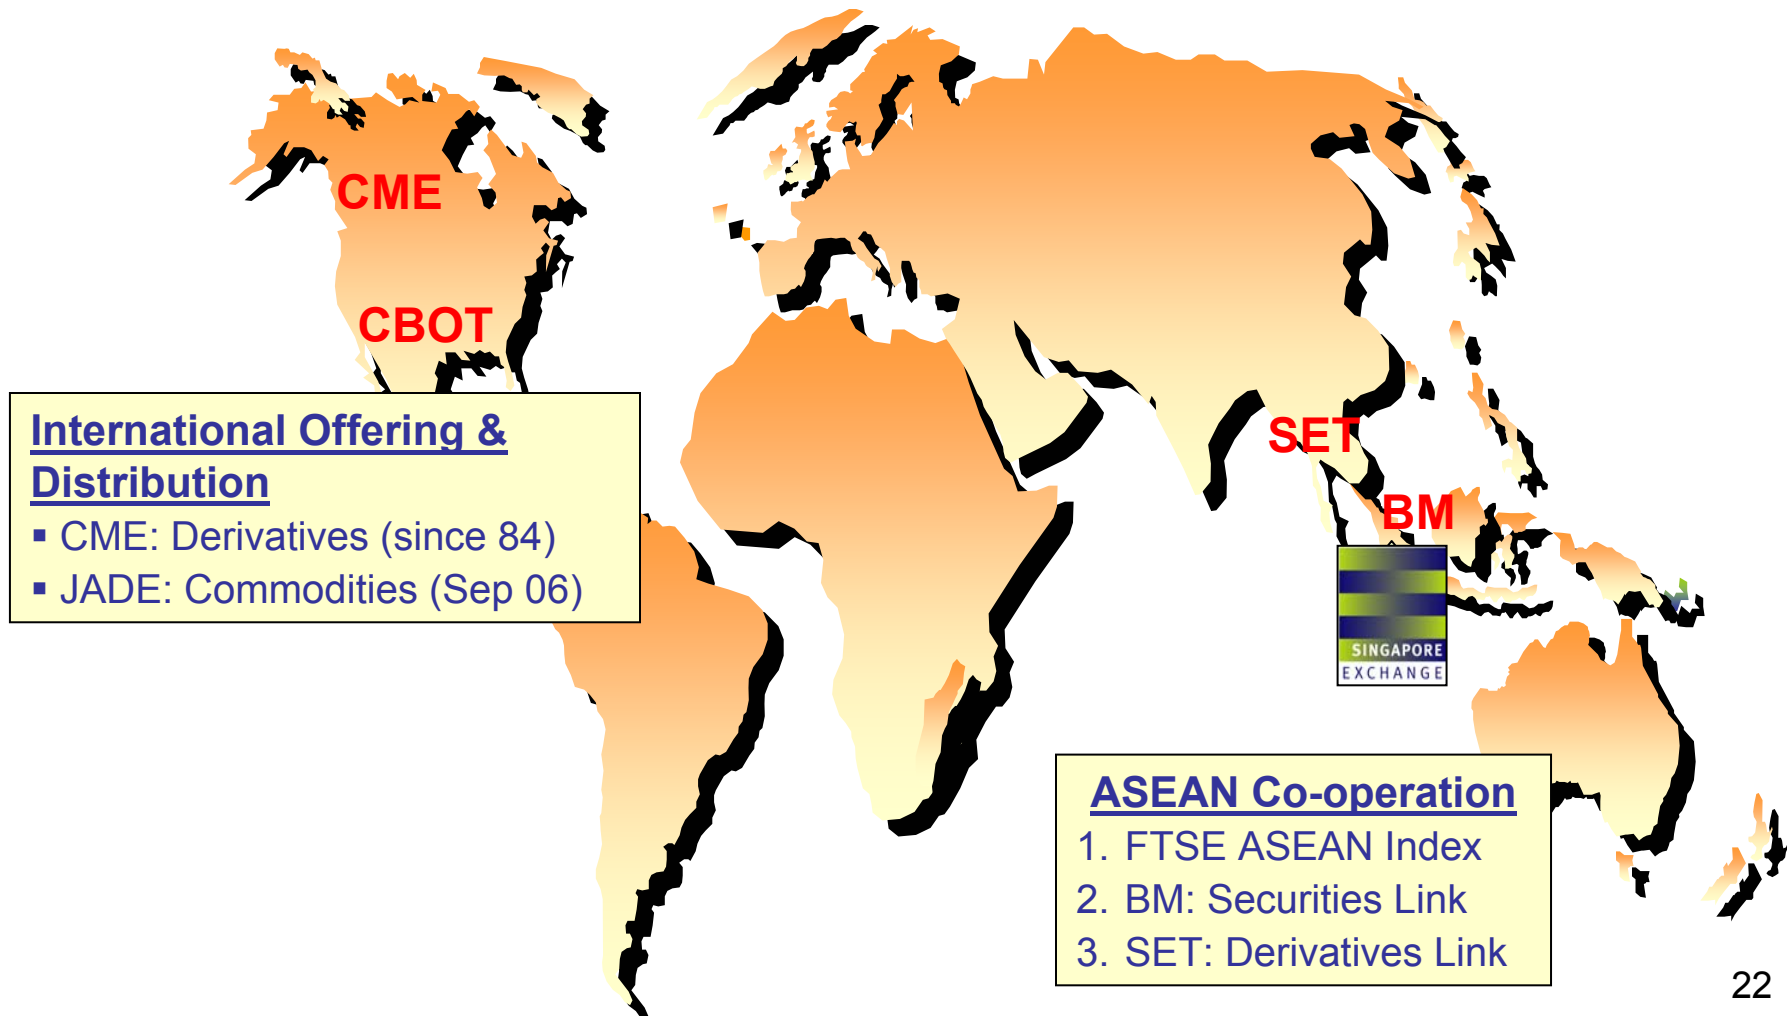 CME
CBOT
International Offering &
Distribution
▪ CME: Derivatives (since 84)
▪ JADE: Commodities (Sep 06)
SET
BM
SINGAPORE
EXCHANGE
ASEAN Co-operation
1. FTSE ASEAN Index
2. BM: Securities Link
3. SET: Derivatives Link
22